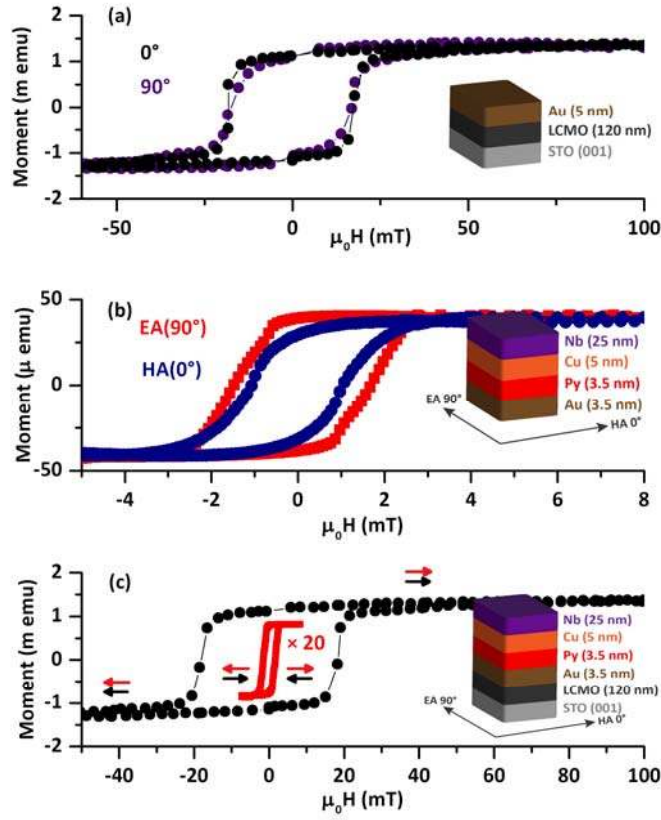 (a)
0°
90°
Au (5 nm)
LCMO (120 nm)
STO (001)
Moment (m emu)
2
1
0
-1
-2
-50
0
50
100
μ₀H (mT)
(b)
EA(90°)
HA(0°)
Nb (25 nm)
Cu (5 nm)
Py (3.5 nm)
Au (3.5 nm)
EA 90°
HA 0°
Moment (μ emu)
50
0
-50
-4
-2
0
2
4
6
8
μ₀H (mT)
(c)
× 20
Nb (25 nm)
Cu (5 nm)
Py (3.5 nm)
Au (3.5 nm)
LCMO (120 nm)
STO (001)
EA 90°
HA 0°
Moment (m emu)
2
1
0
-1
-2
-40
-20
0
20
40
60
80
100
μ₀H (mT)